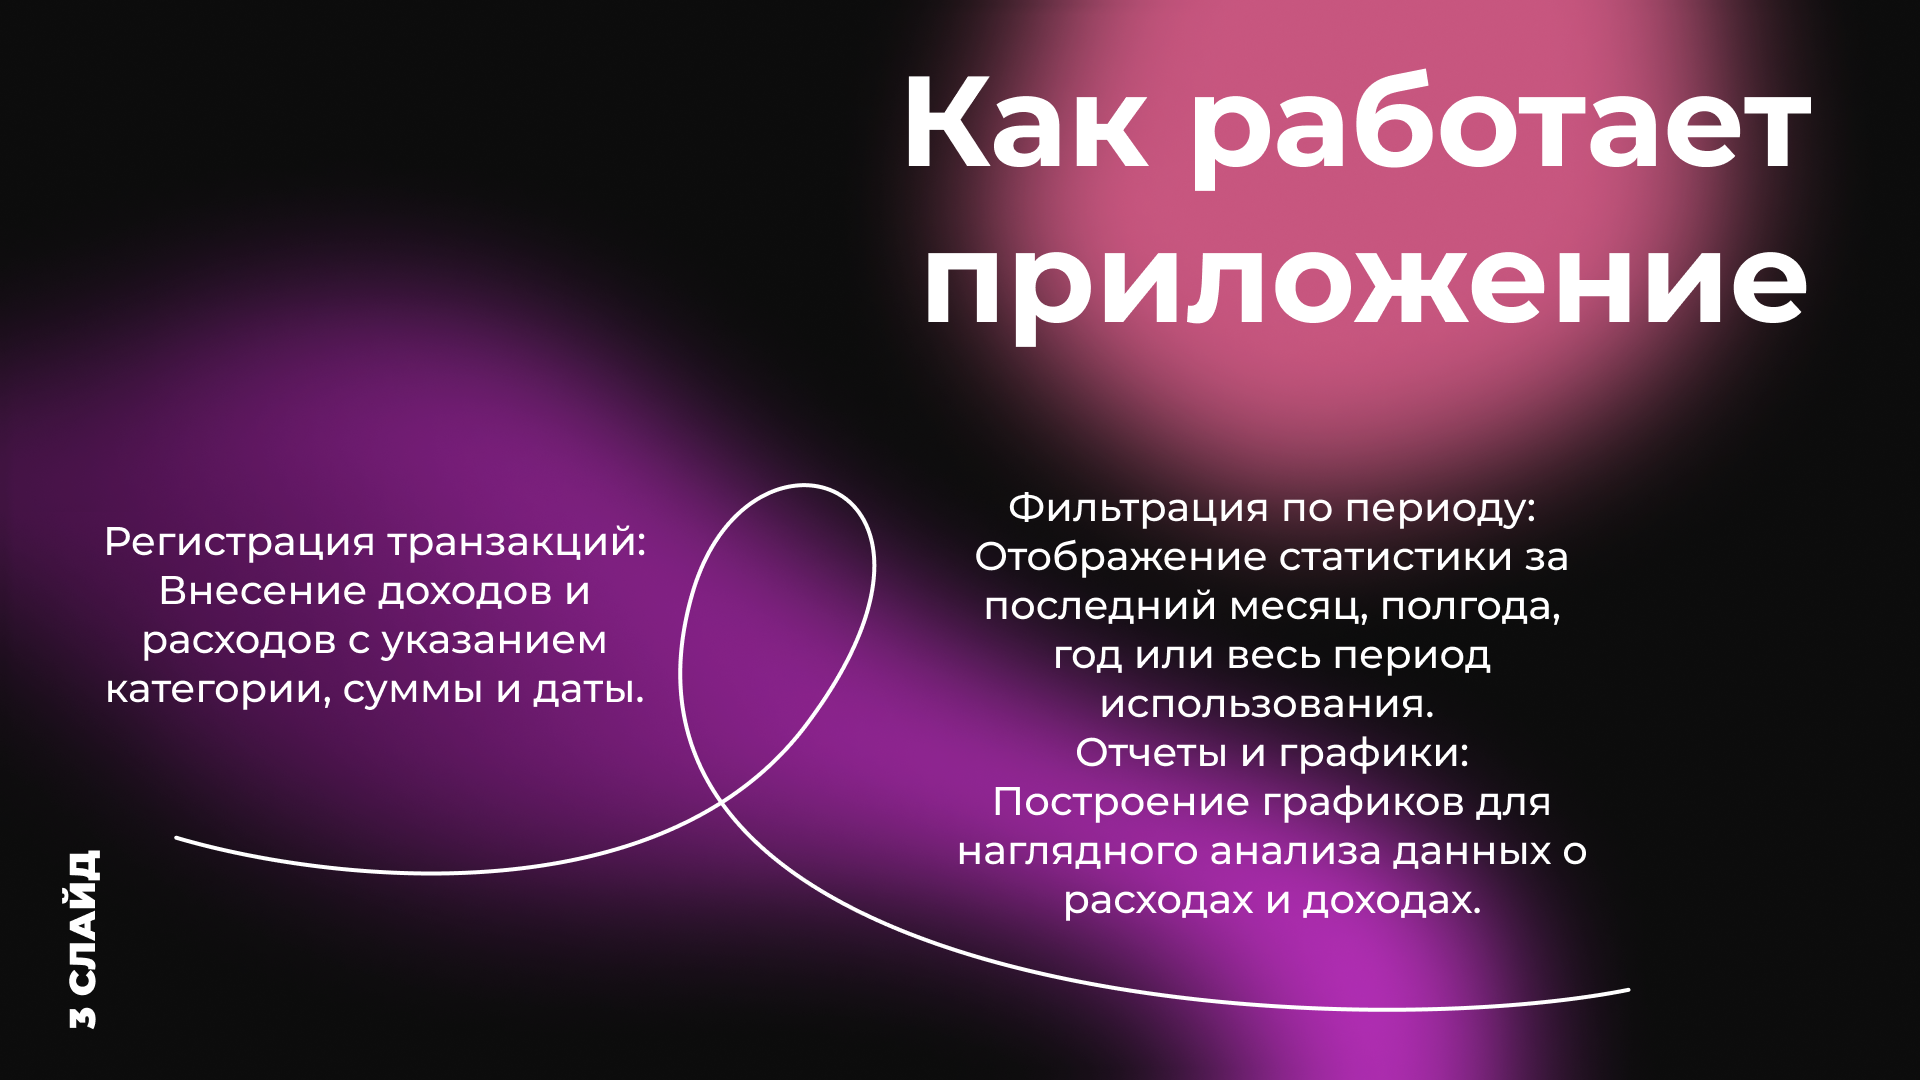 Как работает
приложение
Регистрация транзакций:
Внесение доходов и
расходов с указанием
категории, суммы и даты.
Фильтрация по периоду:
Отображение статистики за
последний месяц, полгода,
год или весь период
использования.
Отчеты и графики:
Построение графиков для
наглядного анализа данных о
расходах и доходах.
3 СЛАЙД